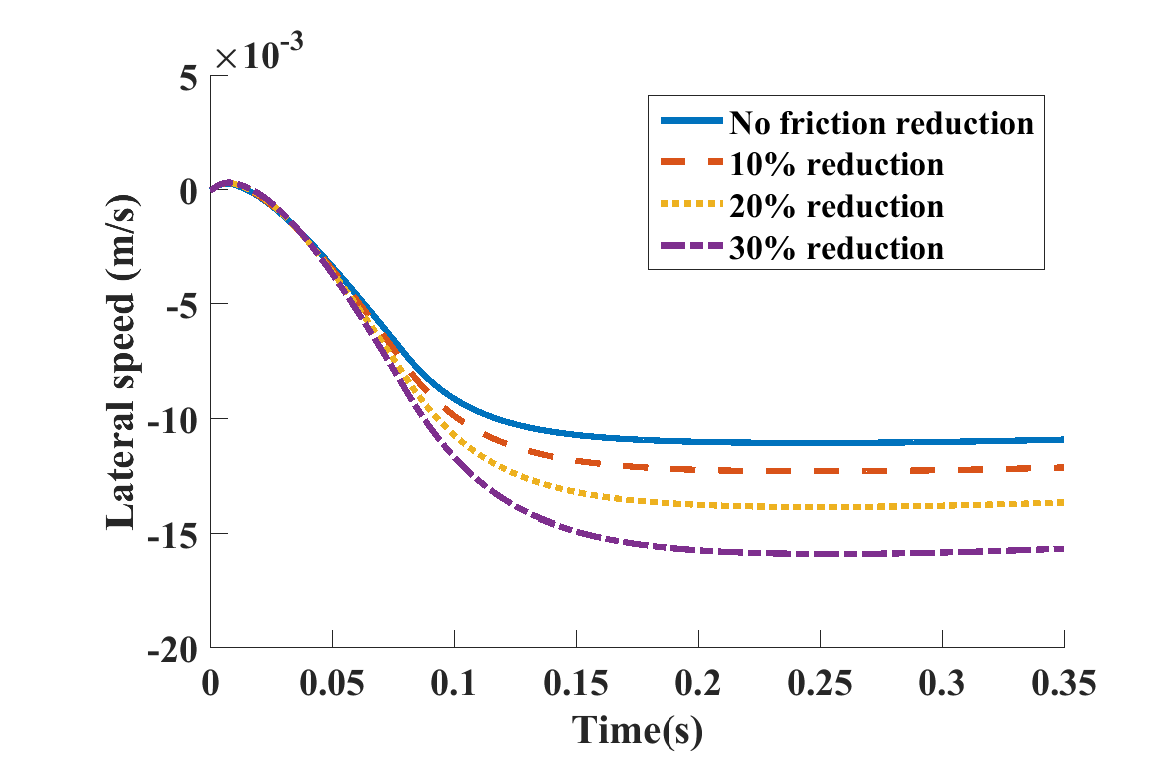 ×10-3
5
0
-5
-10
-15
-20
Lateral speed (m/s)
No friction reduction
10% reduction
20% reduction
30% reduction
0 0.05 0.1 0.15 0.2 0.25 0.3 0.35
Time(s)